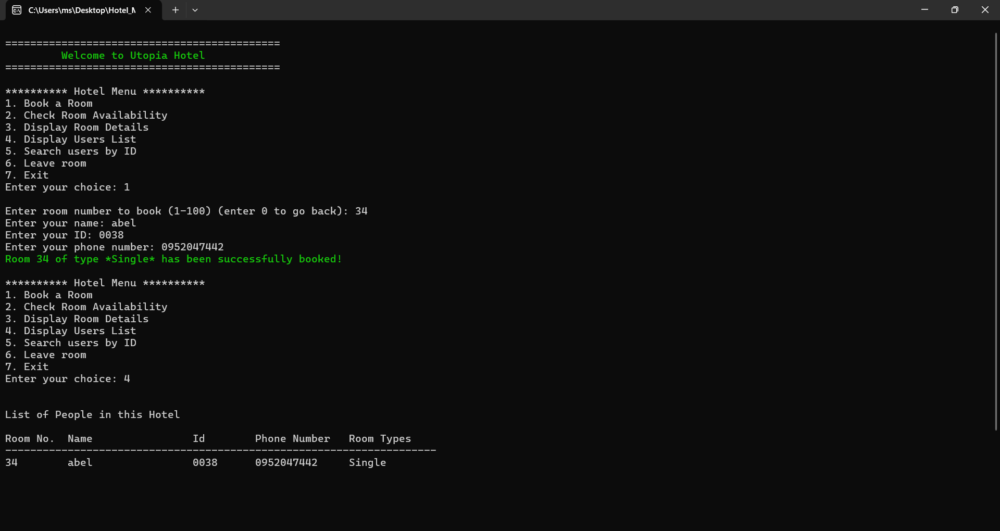 C:\Users\ms\Desktop\Hotel_M
============================================
Welcome to Utopia Hotel
============================================
********** Hotel Menu **********
1. Book a Room
2. Check Room Availability
3. Display Room Details
4. Display Users List
5. Search users by ID
6. Leave room
7. Exit
Enter your choice: 1
Enter room number to book (1-100) (enter 0 to go back): 34
Enter your name: abel
Enter your ID: 0038
Enter your phone number: 0952047442
Room 34 of type *Single* has been successfully booked!
********** Hotel Menu **********
1. Book a Room
2. Check Room Availability
3. Display Room Details
4. Display Users List
5. Search users by ID
6. Leave room
7. Exit
Enter your choice: 4
List of People in this Hotel
Room No.  Name                Id        Phone Number   Room Types
---------------------------------------------------------------------
34        abel                0038      0952047442     Single